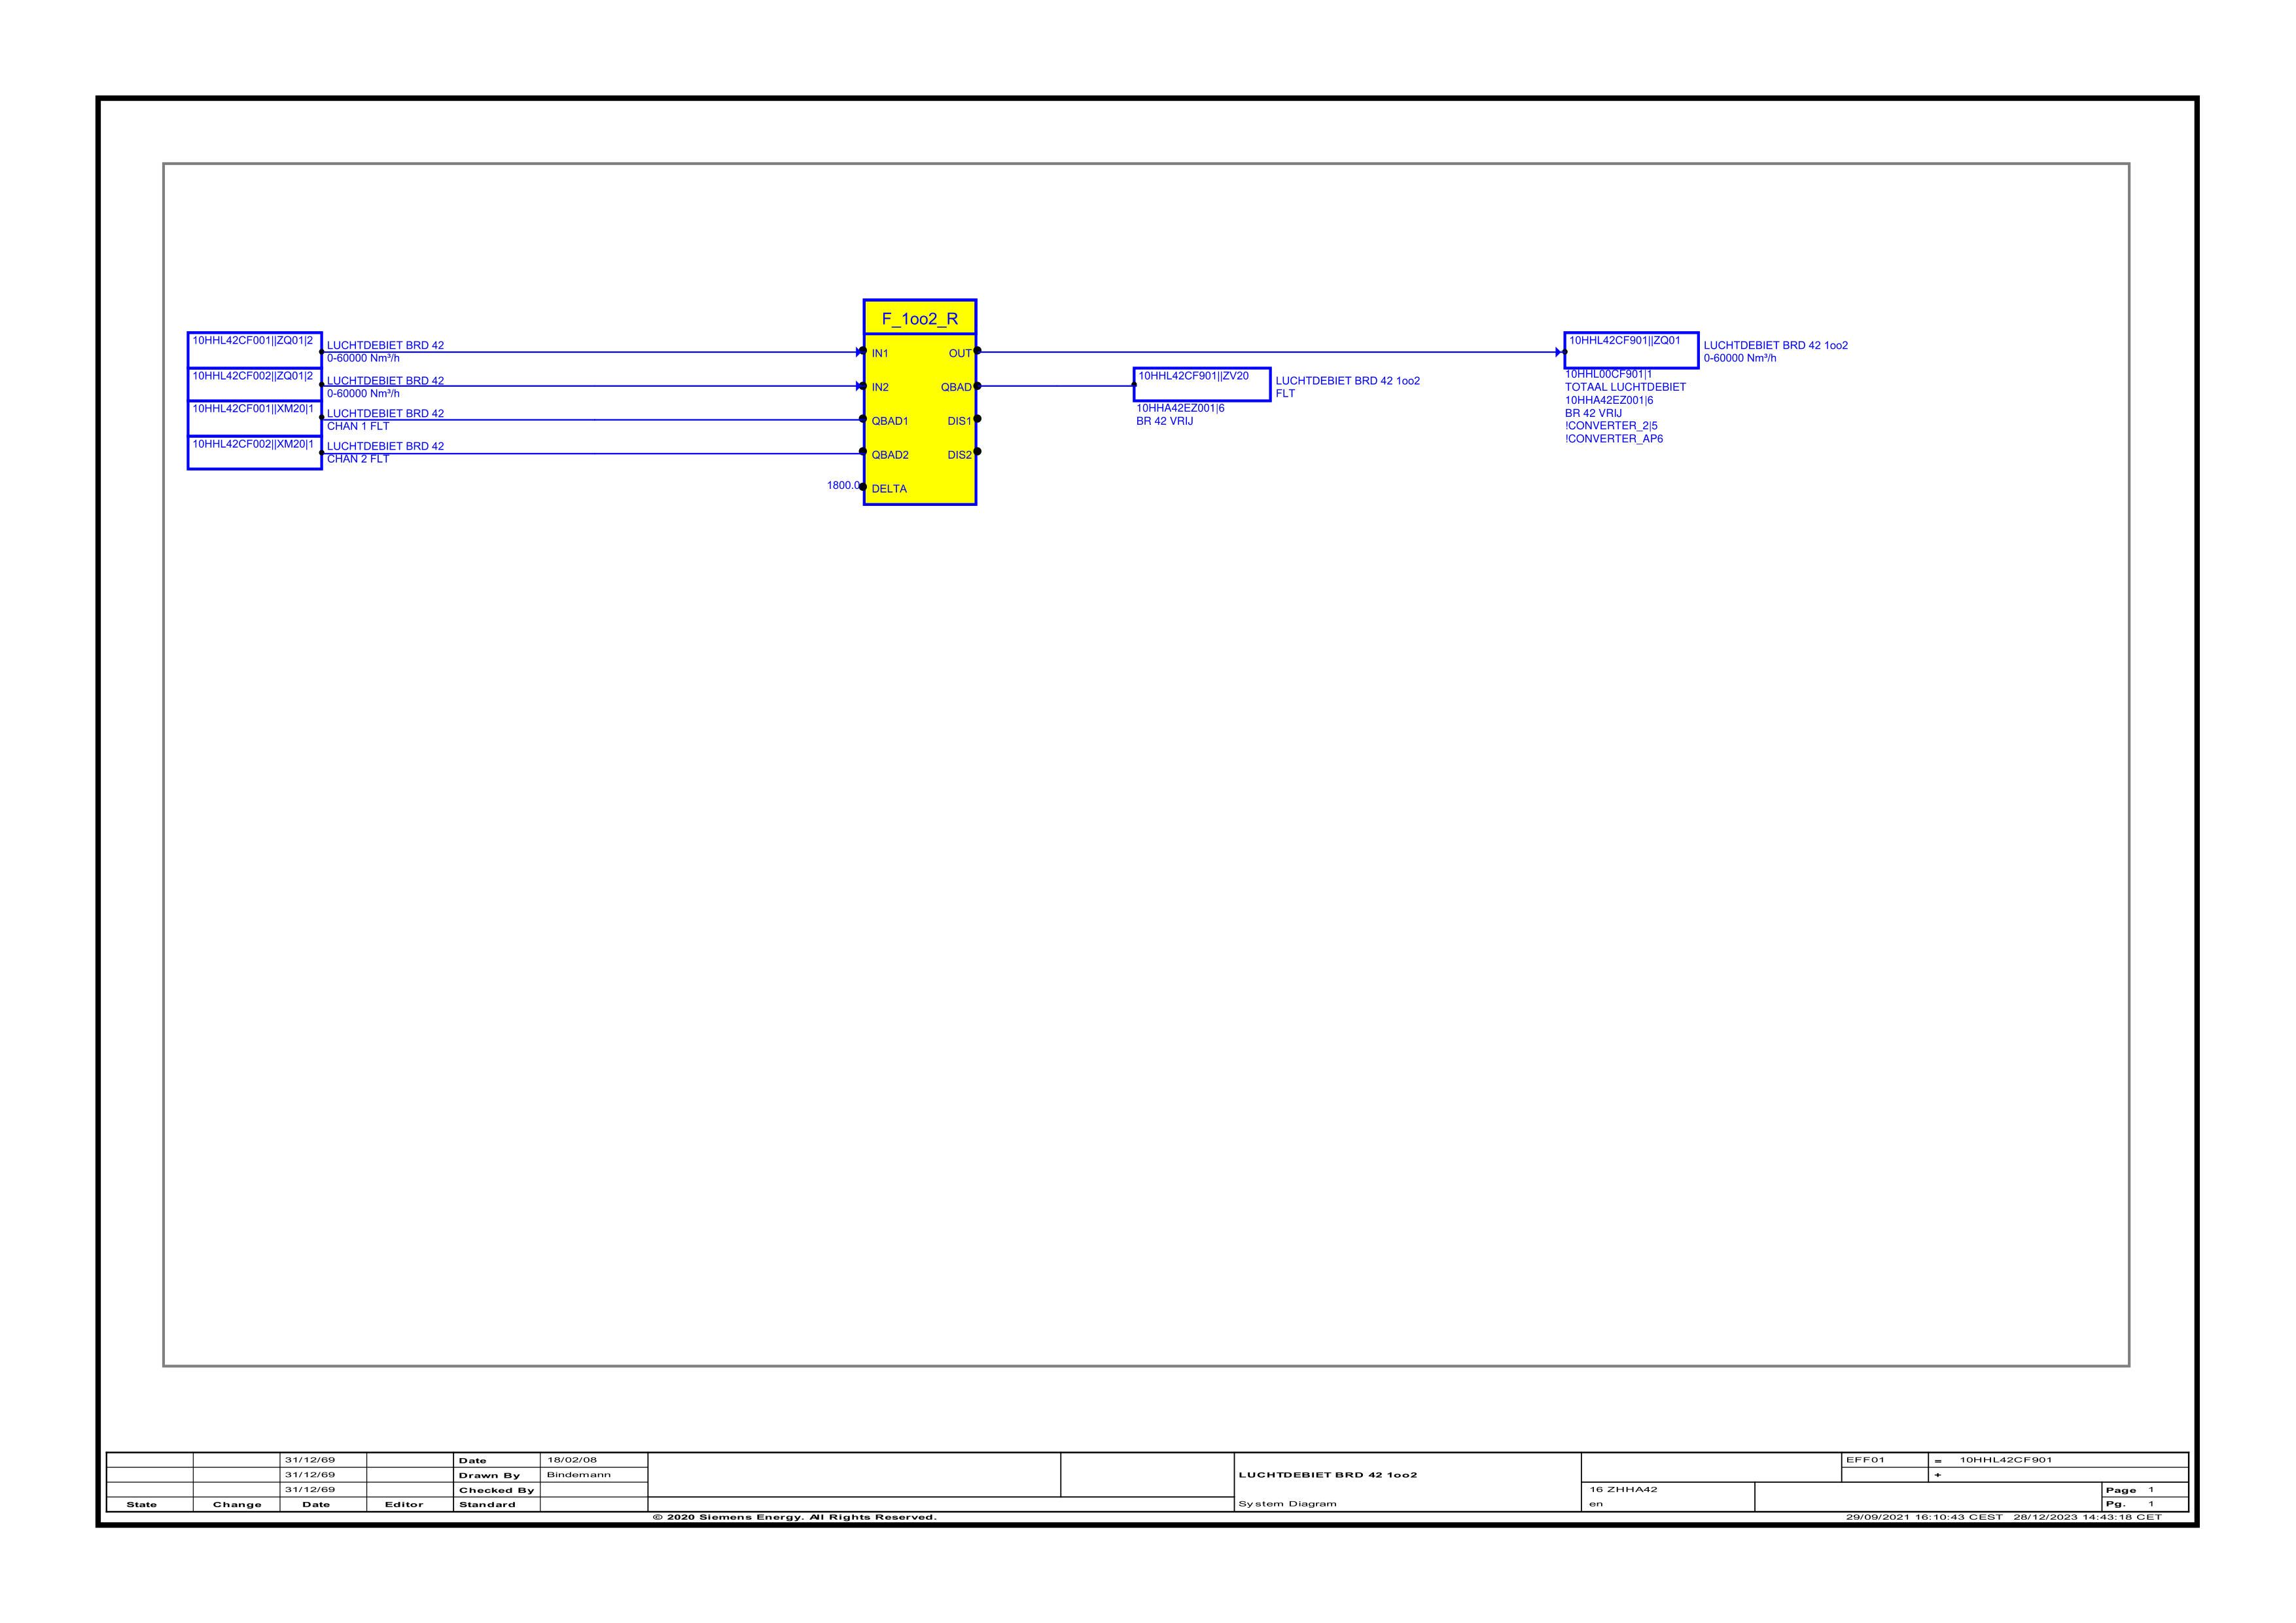 F_1oo2_R
10HHL42CF001||ZQ01|2
LUCHTDEBIET BRD 42
0-60000 Nm³/h
10HHL42CF002||ZQ01|2
LUCHTDEBIET BRD 42
0-60000 Nm³/h
10HHL42CF001||XM20|1
LUCHTDEBIET BRD 42
CHAN 1 FLT
10HHL42CF002||XM20|1
LUCHTDEBIET BRD 42
CHAN 2 FLT
IN1 OUT
IN2 QBAD
QBAD1 DIS1
QBAD2 DIS2
1800.0 DELTA
10HHL42CF901||ZV20
LUCHTDEBIET BRD 42 1oo2
FLT
10HHA42EZ001|6
BR 42 VRIJ
10HHL42CF901||ZQ01
LUCHTDEBIET BRD 42 1oo2
0-60000 Nm³/h
10HHL00CF901|1
TOTAAL LUCHTDEBIET
10HHA42EZ001|6
BR 42 VRIJ
!CONVERTER_2|5
!CONVERTER_AP6
31/12/69 Date 18/02/08
31/12/69 Drawn By Bindemann
31/12/69 Checked By
State Change Date Editor Standard
LUCHTDEBIET BRD 42 1oo2
System Diagram
16 ZHHA42
en
EFF01 = 10HHL42CF901
+
Page 1
Pg. 1
© 2020 Siemens Energy. All Rights Reserved.
29/09/2021 16:10:43 CEST 28/12/2023 14:43:18 CET